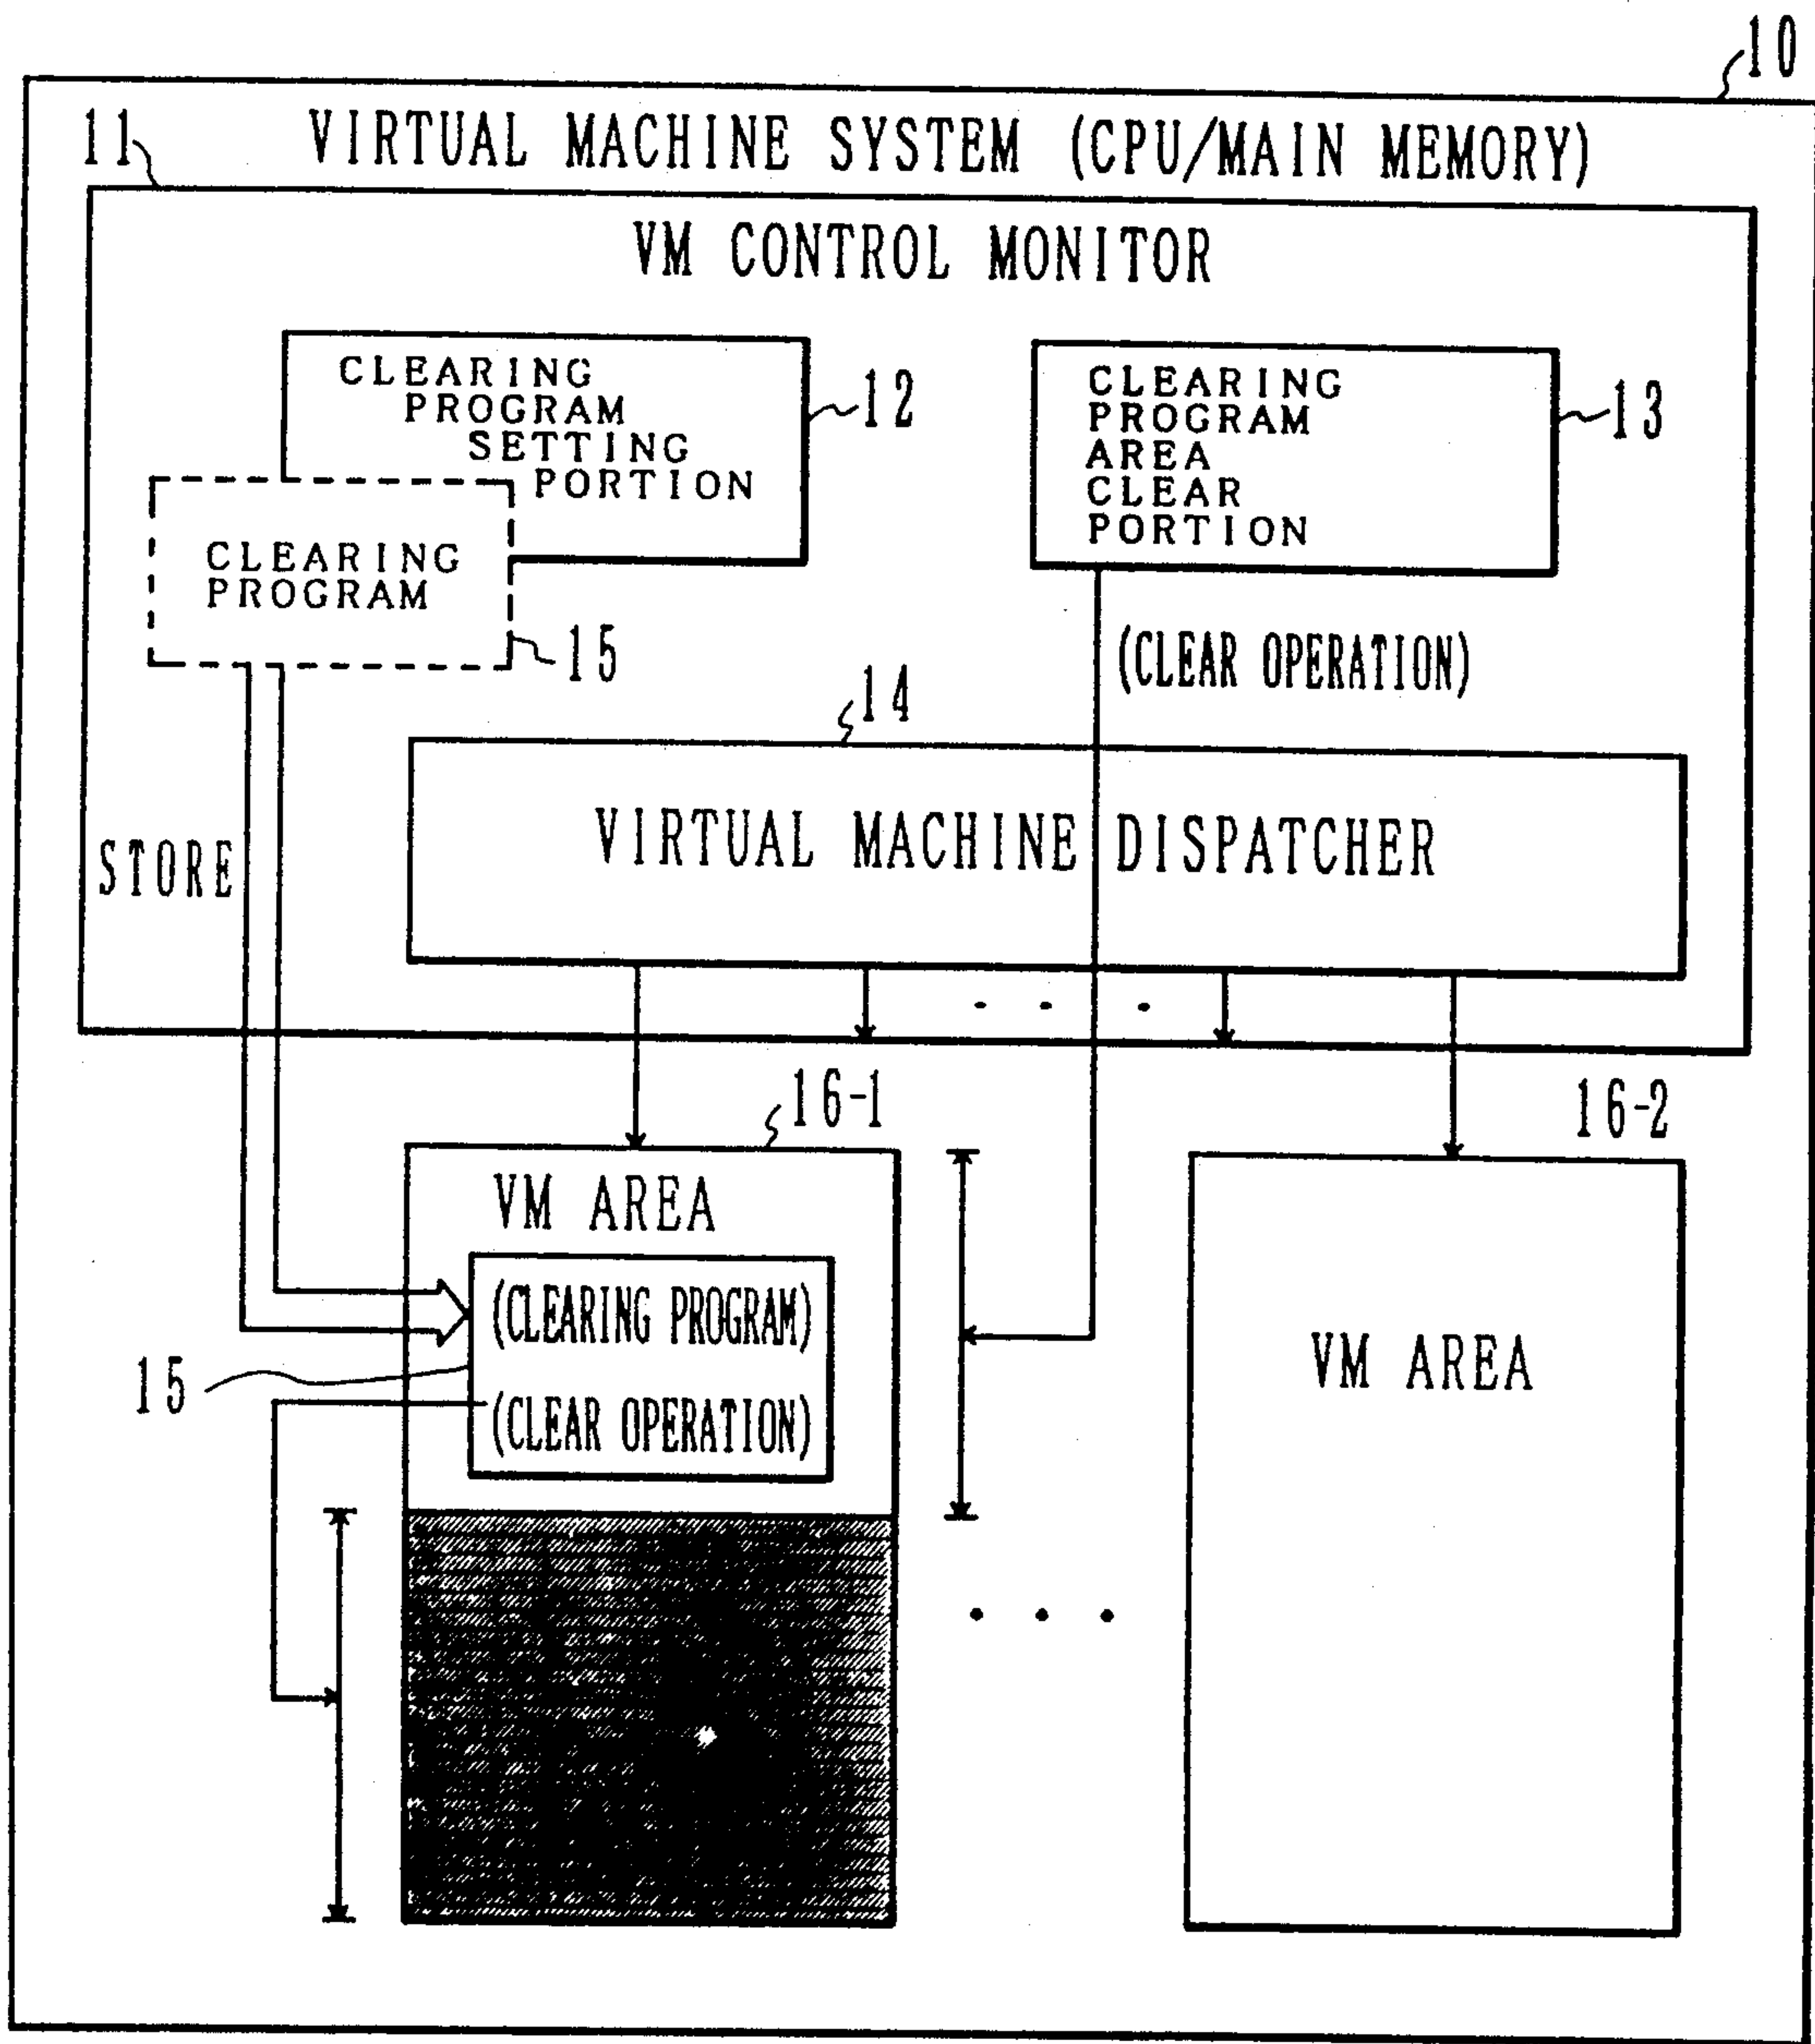 10
11
VIRTUAL MACHINE SYSTEM (CPU/MAIN MEMORY)
VM CONTROL MONITOR
CLEARING
PROGRAM
SETTING
PORTION
12
CLEARING
PROGRAM
AREA
CLEAR
PORTION
13
CLEARING
PROGRAM
15
(CLEAR OPERATION)
14
VIRTUAL MACHINE DISPATCHER
STORE
. . .
16-1
16-2
VM AREA
(CLEARING PROGRAM)
(CLEAR OPERATION)
15
VM AREA
. . .